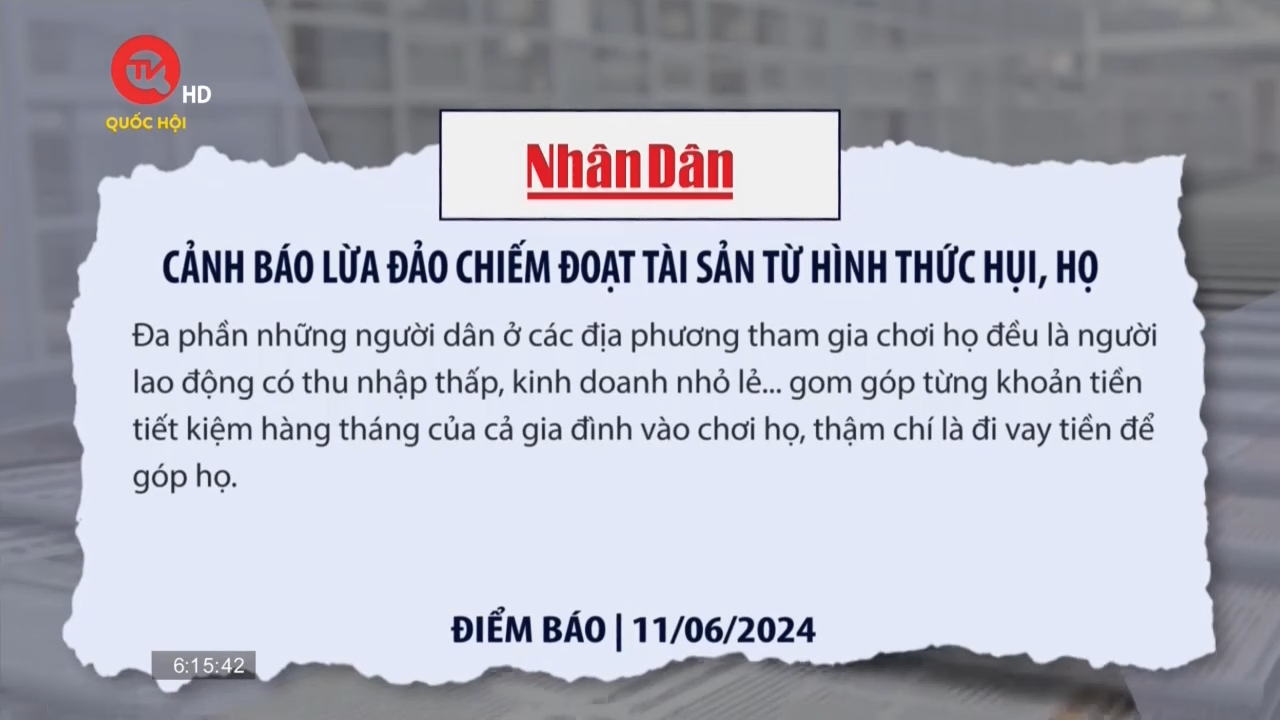 TV HD
QUỐC HỘI
Nhân Dân
CẢNH BÁO LỪA ĐẢO CHIẾM ĐOẠT TÀI SẢN TỪ HÌNH THỨC HỤI, HỌ
Đa phần những người dân ở các địa phương tham gia chơi họ đều là người
lao động có thu nhập thấp, kinh doanh nhỏ lẻ... gom góp từng khoản tiền
tiết kiệm hàng tháng của cả gia đình vào chơi họ, thậm chí là đi vay tiền để
góp họ.
ĐIỂM BÁO | 11/06/2024
6:15:42